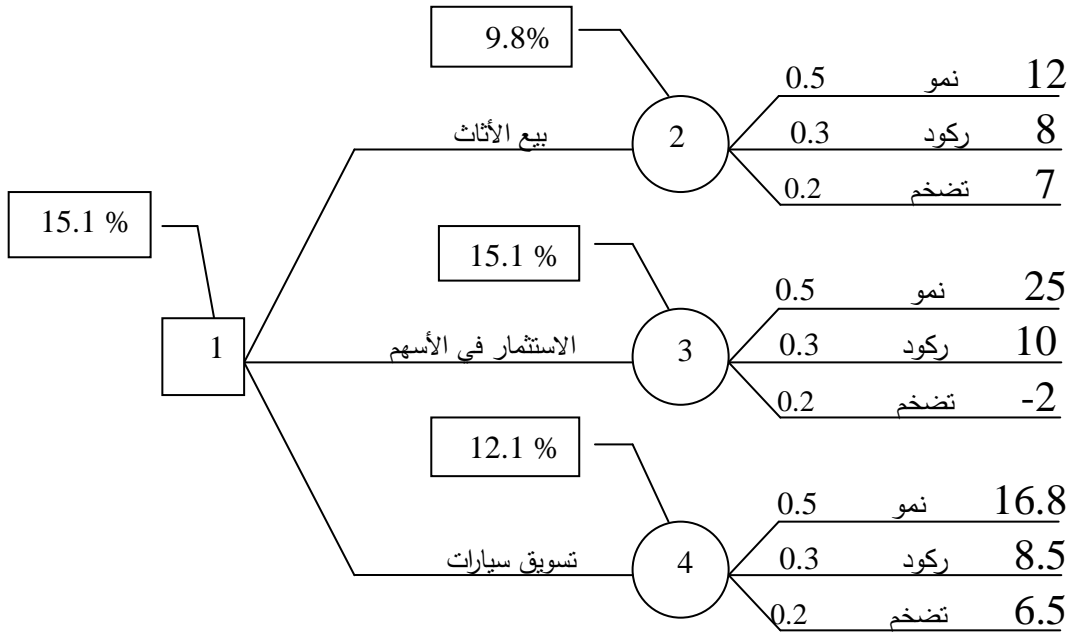 9.8%
0.5 نمو 12
بيع الأثاث
2
0.3 ركود 8
0.2 تضخم 7
15.1 %
15.1 %
0.5 نمو 25
1
الاستثمار في الأسهم
3
0.3 ركود 10
0.2 تضخم -2
12.1 %
0.5 نمو 16.8
تسويق سيارات
4
0.3 ركود 8.5
0.2 تضخم 6.5